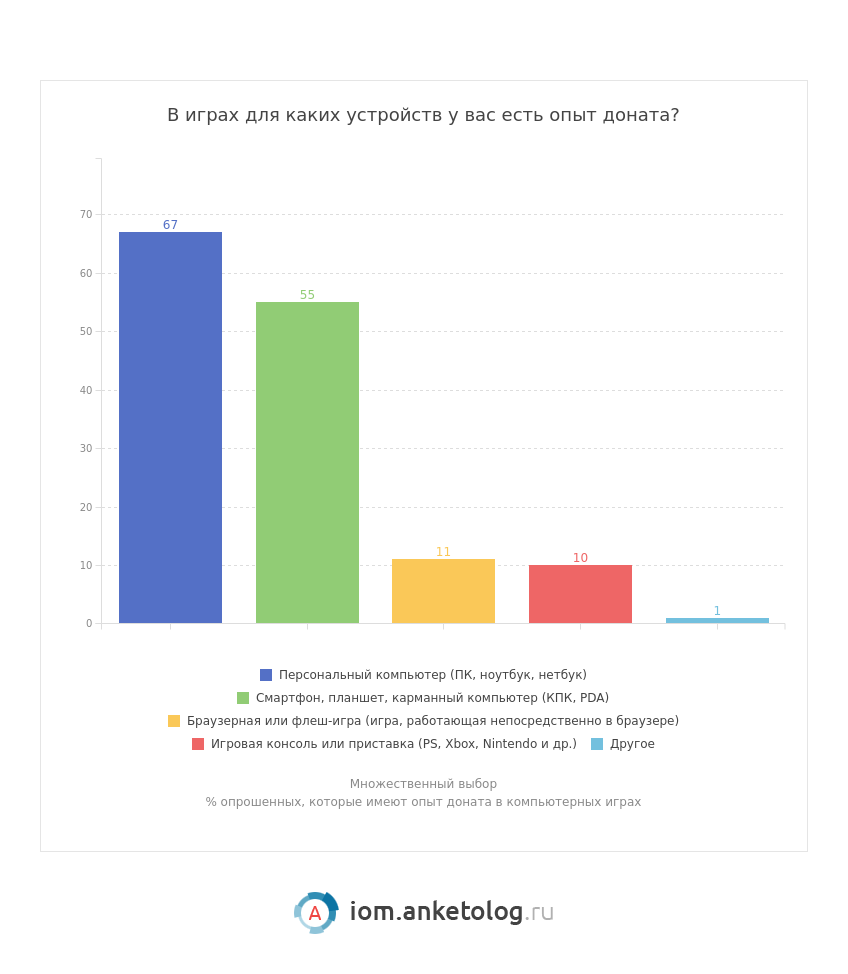 В играх для каких устройств у вас есть опыт доната?
70
67
60
55
50
40
30
20
10
11
10
1
0
Персональный компьютер (ПК, ноутбук, нетбук)
Смартфон, планшет, карманный компьютер (КПК, PDA)
Браузерная или флеш-игра (игра, работающая непосредственно в браузере)
Игровая консоль или приставка (PS, Xbox, Nintendo и др.) Другое
Множественный выбор
% опрошенных, которые имеют опыт доната в компьютерных играх
A iom.anketolog.ru